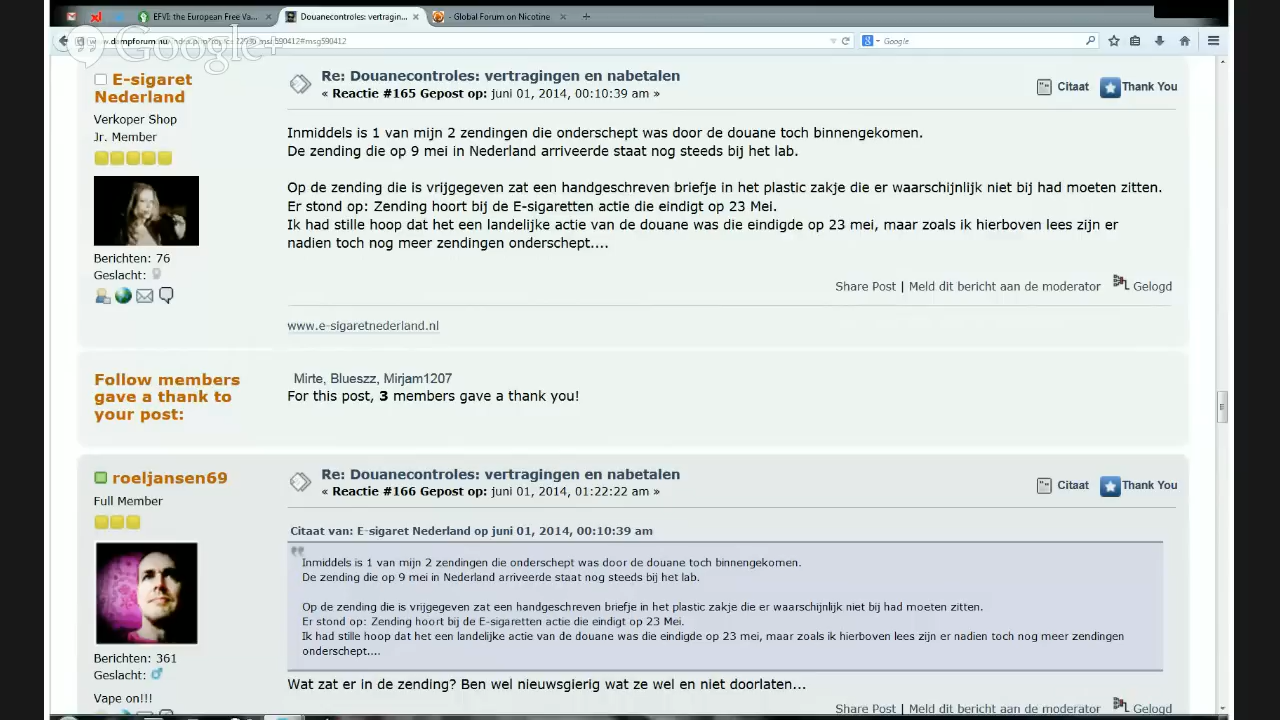 EFVI: the European Free Va...
Douanecontroles: vertragin...
- Global Forum on Nicotine
Google+
Google
E-sigaret
Nederland
Verkoper Shop
Jr. Member
Berichten: 76
Geslacht:
Re: Douanecontroles: vertragingen en nabetalen
« Reactie #165 Gepost op: juni 01, 2014, 00:10:39 am »
Citaat
Thank You
Inmiddels is 1 van mijn 2 zendingen die onderschept was door de douane toch binnengekomen.
De zending die op 9 mei in Nederland arriveerde staat nog steeds bij het lab.
Op de zending die is vrijgegeven zat een handgeschreven briefje in het plastic zakje die er waarschijnlijk niet bij had moeten zitten.
Er stond op: Zending hoort bij de E-sigaretten actie die eindigt op 23 Mei.
Ik had stille hoop dat het een landelijke actie van de douane was die eindigde op 23 mei, maar zoals ik hierboven lees zijn er
nadien toch nog meer zendingen onderschept....
Share Post | Meld dit bericht aan de moderator Gelogd
www.e-sigaretnederland.nl
Follow members
gave a thank to
your post:
Mirte, Blueszz, Mirjam1207
For this post, 3 members gave a thank you!
roeljansen69
Full Member
Berichten: 361
Geslacht:
Vape on!!!
Re: Douanecontroles: vertragingen en nabetalen
« Reactie #166 Gepost op: juni 01, 2014, 01:22:22 am »
Citaat
Thank You
Citaat van: E-sigaret Nederland op juni 01, 2014, 00:10:39 am
Inmiddels is 1 van mijn 2 zendingen die onderschept was door de douane toch binnengekomen.
De zending die op 9 mei in Nederland arriveerde staat nog steeds bij het lab.
Op de zending die is vrijgegeven zat een handgeschreven briefje in het plastic zakje die er waarschijnlijk niet bij had moeten zitten.
Er stond op: Zending hoort bij de E-sigaretten actie die eindigt op 23 Mei.
Ik had stille hoop dat het een landelijke actie van de douane was die eindigde op 23 mei, maar zoals ik hierboven lees zijn er nadien toch nog meer zendingen
onderschept....
Wat zat er in de zending? Ben wel nieuwsgierig wat ze wel en niet doorlaten...
Share Post | Meld dit bericht aan de moderator Gelogd